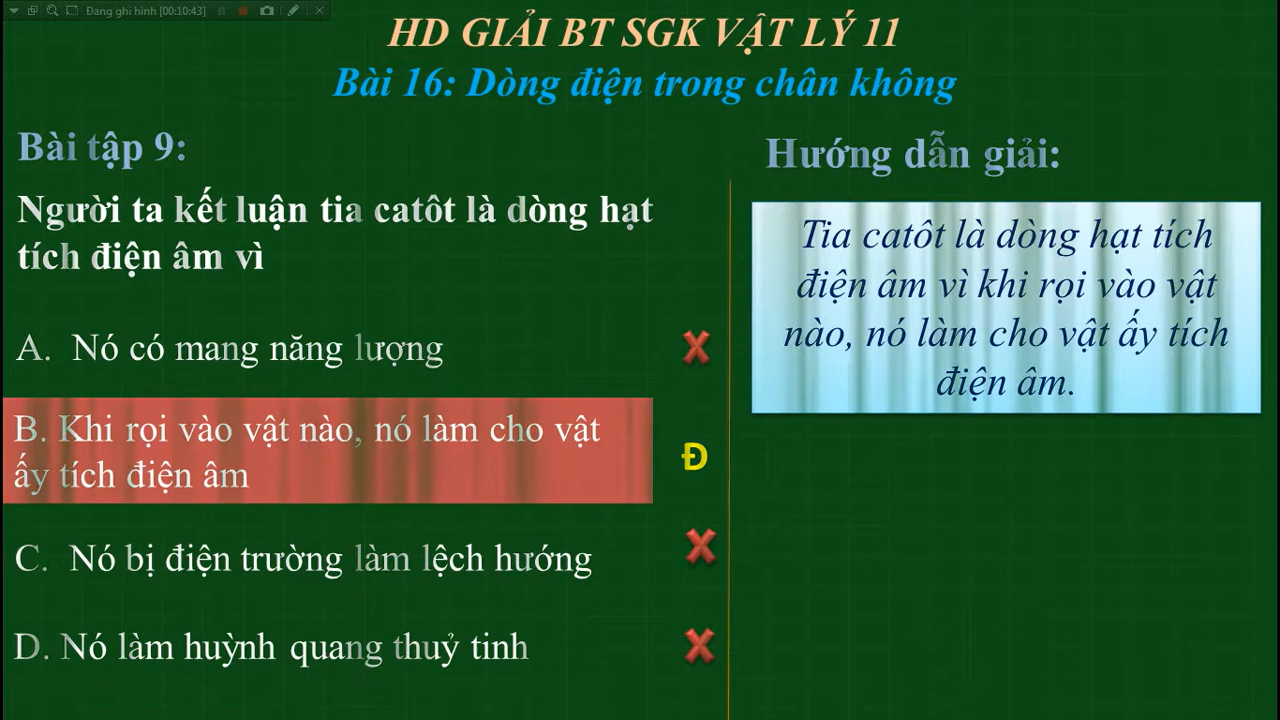 Đang ghi hình [00:10:43]
HD GIẢI BT SGK VẬT LÝ 11
Bài 16: Dòng điện trong chân không
Bài tập 9:
Người ta kết luận tia catôt là dòng hạt
tích điện âm vì
A. Nó có mang năng lượng
B. Khi rọi vào vật nào, nó làm cho vật
ấy tích điện âm
Đ
C. Nó bị điện trường làm lệch hướng
D. Nó làm huỳnh quang thuỷ tinh
Hướng dẫn giải:
Tia catôt là dòng hạt tích
điện âm vì khi rọi vào vật
nào, nó làm cho vật ấy tích
điện âm.